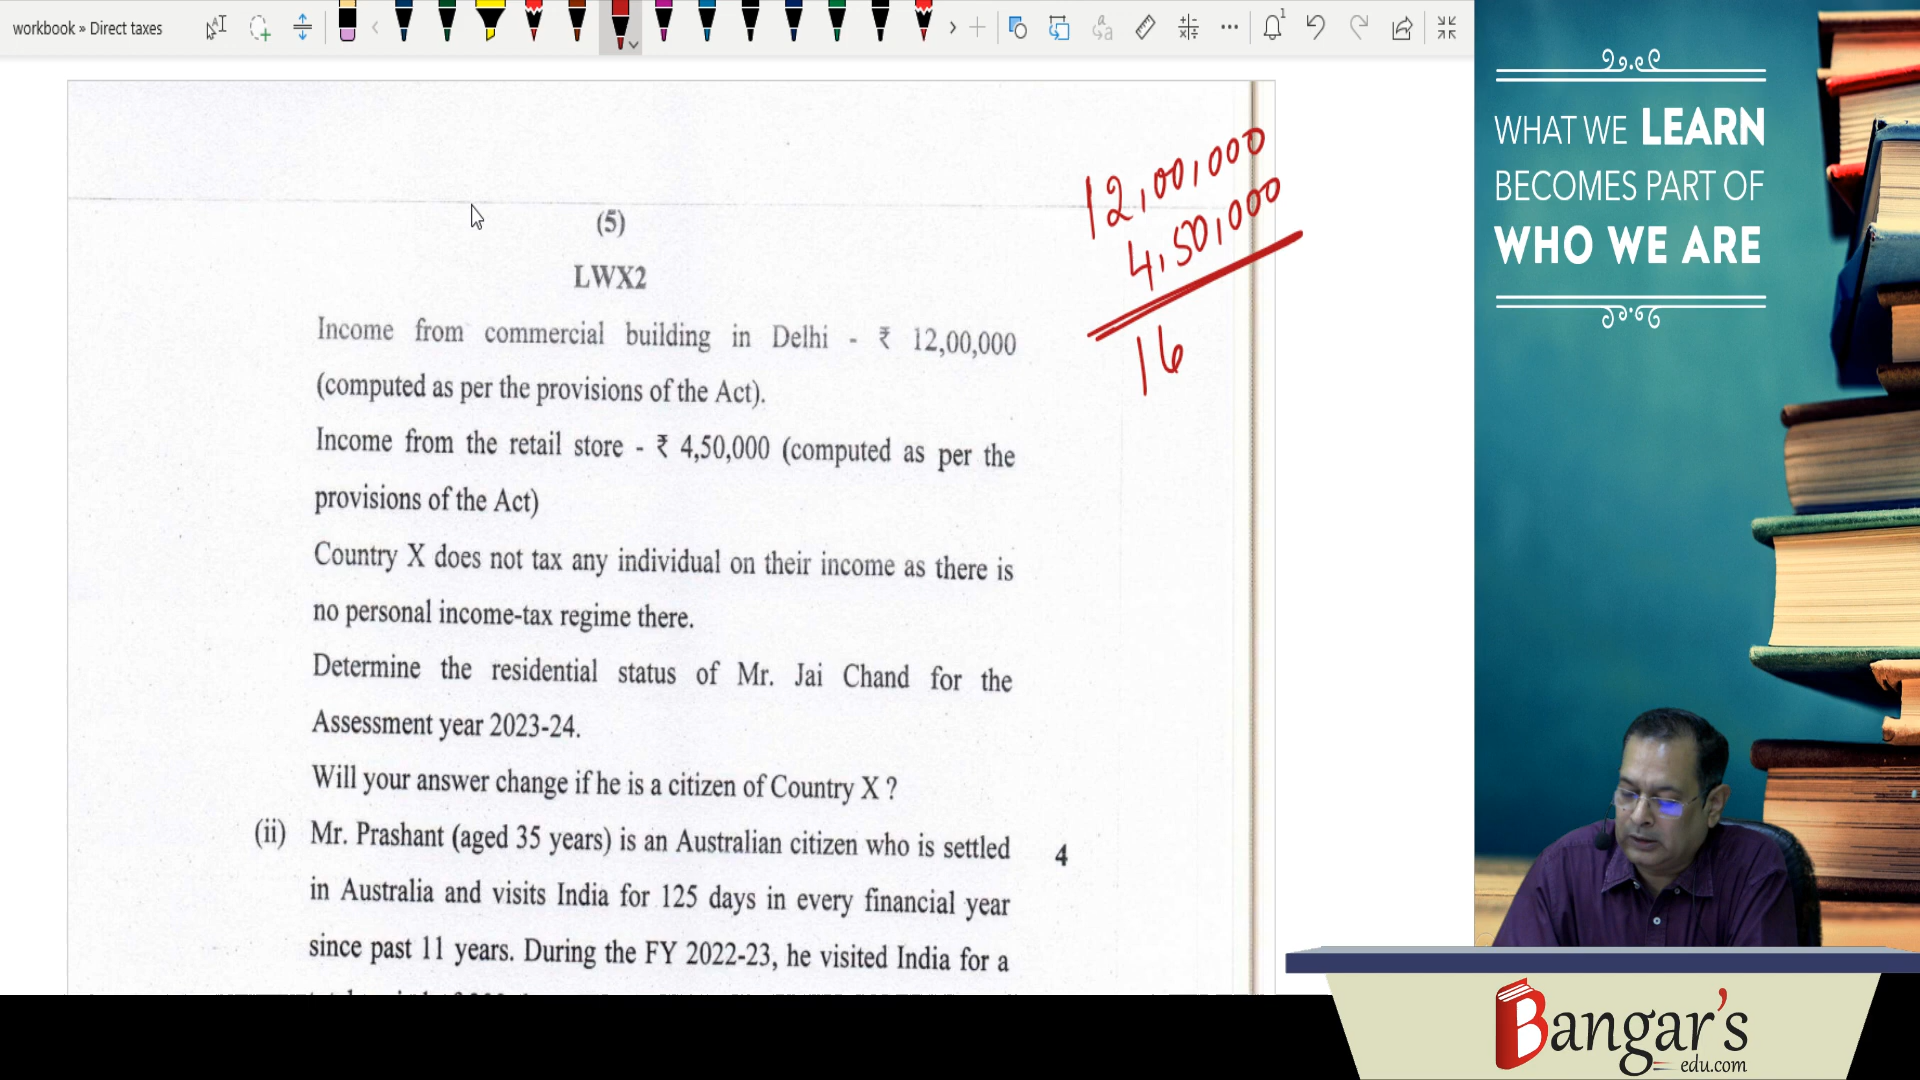 workbook » Direct taxes
WHAT WE LEARN
BECOMES PART OF
WHO WE ARE
12,00,000
4,50,000
16
(5)
LWX2
Income from commercial building in Delhi - ₹ 12,00,000
(computed as per the provisions of the Act).
Income from the retail store - ₹ 4,50,000 (computed as per the
provisions of the Act)
Country X does not tax any individual on their income as there is
no personal income-tax regime there.
Determine the residential status of Mr. Jai Chand for the
Assessment year 2023-24.
Will your answer change if he is a citizen of Country X ?
(ii) Mr. Prashant (aged 35 years) is an Australian citizen who is settled 4
in Australia and visits India for 125 days in every financial year
since past 11 years. During the FY 2022-23, he visited India for a
Bangar's
edu.com